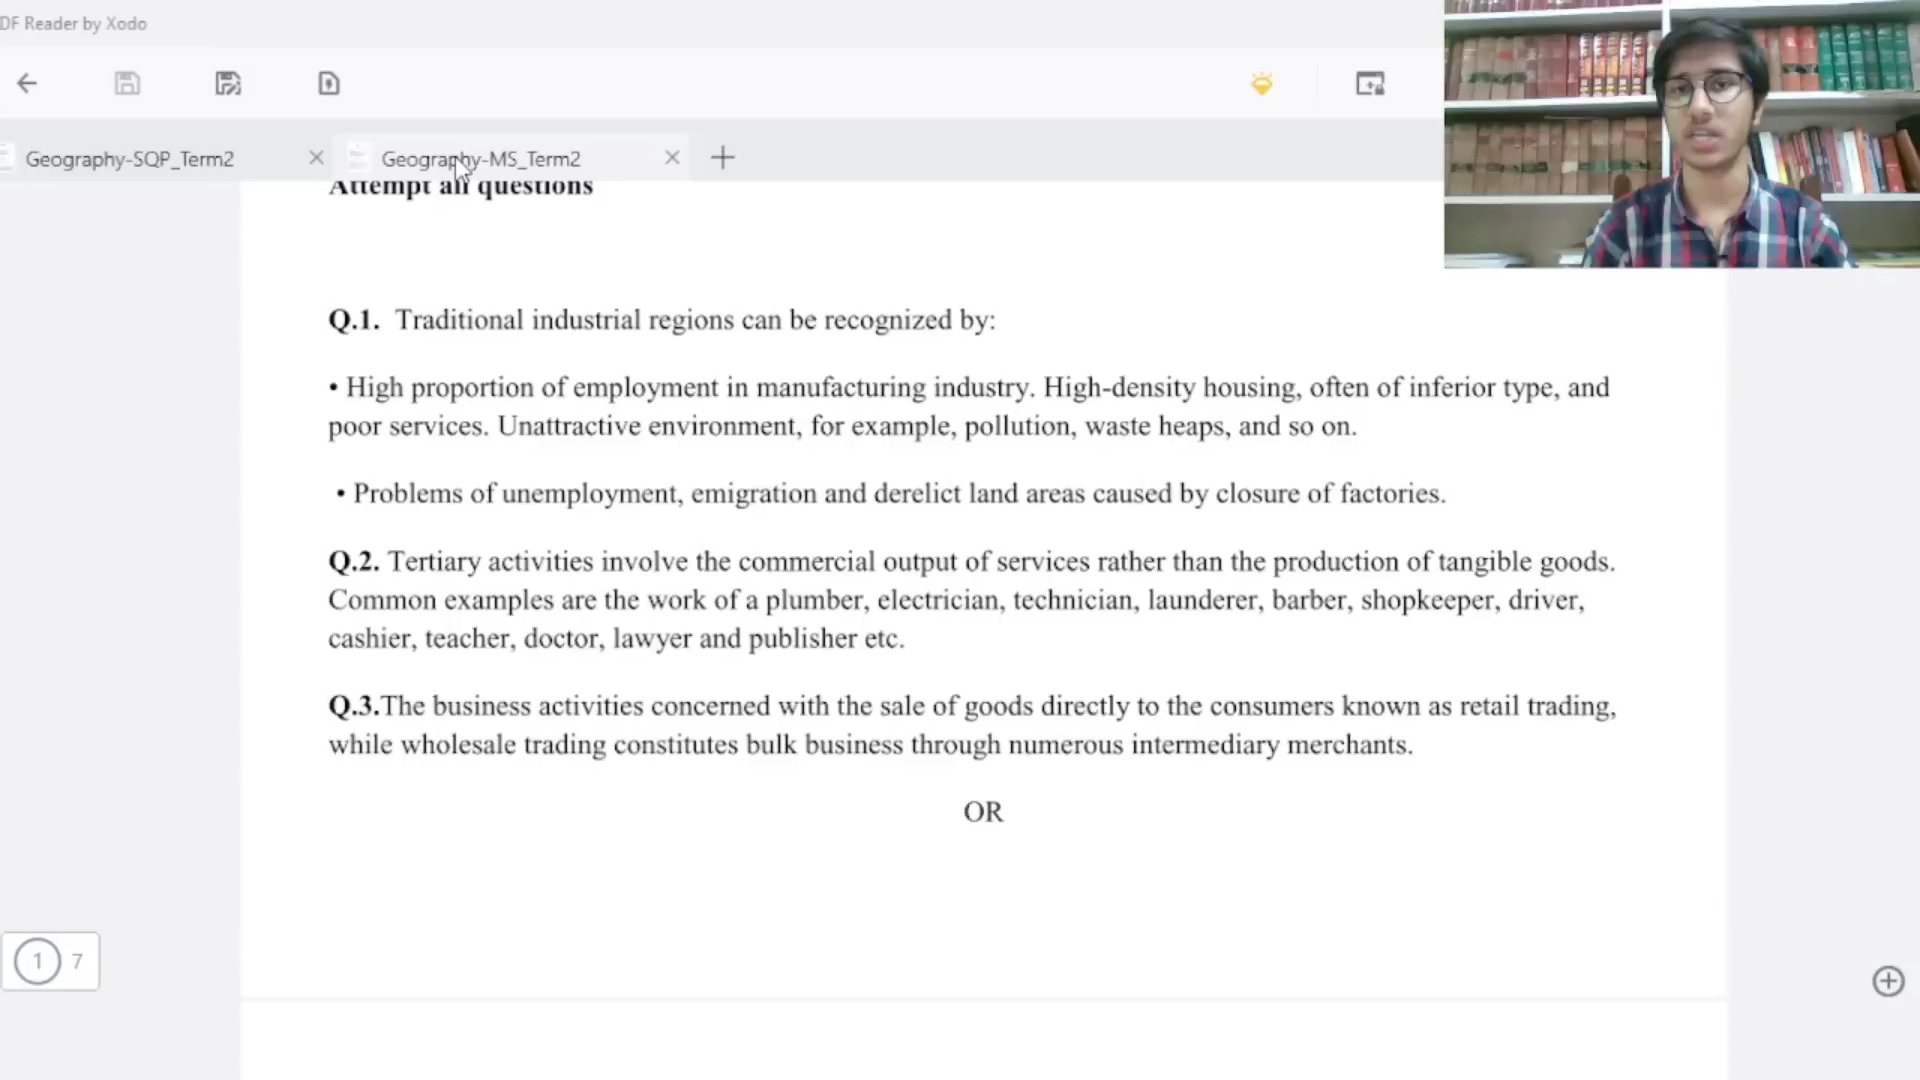 DF Reader by Xodo
Geography-SQP_Term2
Geography-MS_Term2
Attempt all questions
Q.1. Traditional industrial regions can be recognized by:
• High proportion of employment in manufacturing industry. High-density housing, often of inferior type, and
poor services. Unattractive environment, for example, pollution, waste heaps, and so on.
• Problems of unemployment, emigration and derelict land areas caused by closure of factories.
Q.2. Tertiary activities involve the commercial output of services rather than the production of tangible goods.
Common examples are the work of a plumber, electrician, technician, launderer, barber, shopkeeper, driver,
cashier, teacher, doctor, lawyer and publisher etc.
Q.3.The business activities concerned with the sale of goods directly to the consumers known as retail trading,
while wholesale trading constitutes bulk business through numerous intermediary merchants.
OR
1 7